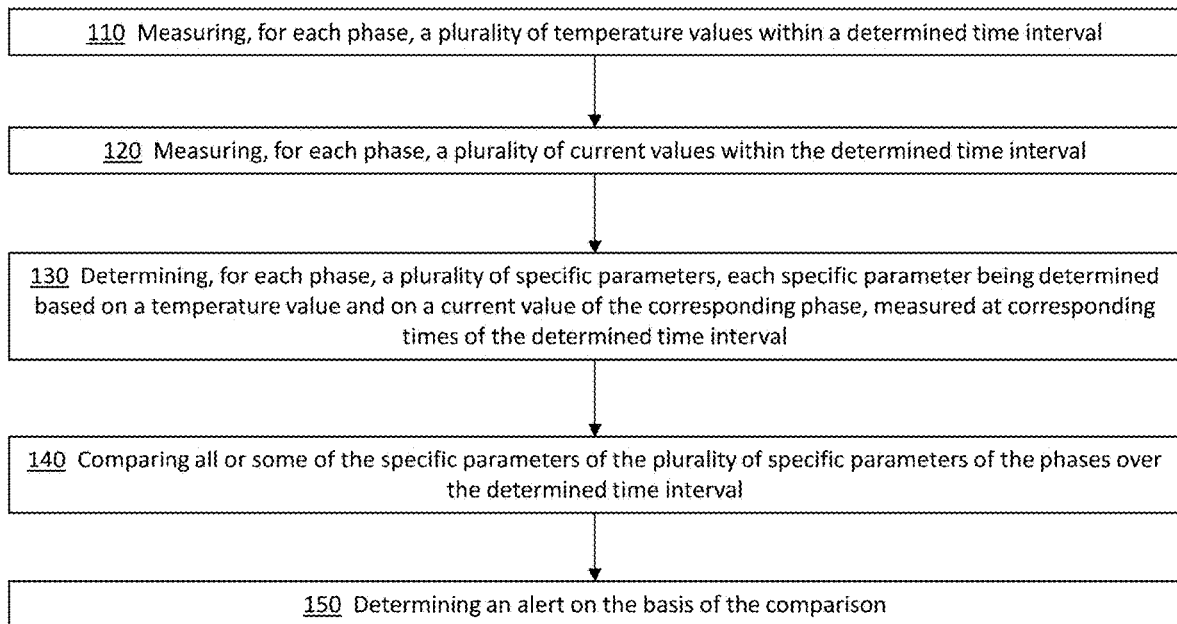 110 Measuring, for each phase, a plurality of temperature values within a determined time interval
120 Measuring, for each phase, a plurality of current values within the determined time interval
130 Determining, for each phase, a plurality of specific parameters, each specific parameter being determined
based on a temperature value and on a current value of the corresponding phase, measured at corresponding
times of the determined time interval
140 Comparing all or some of the specific parameters of the plurality of specific parameters of the phases over
the determined time interval
150 Determining an alert on the basis of the comparison